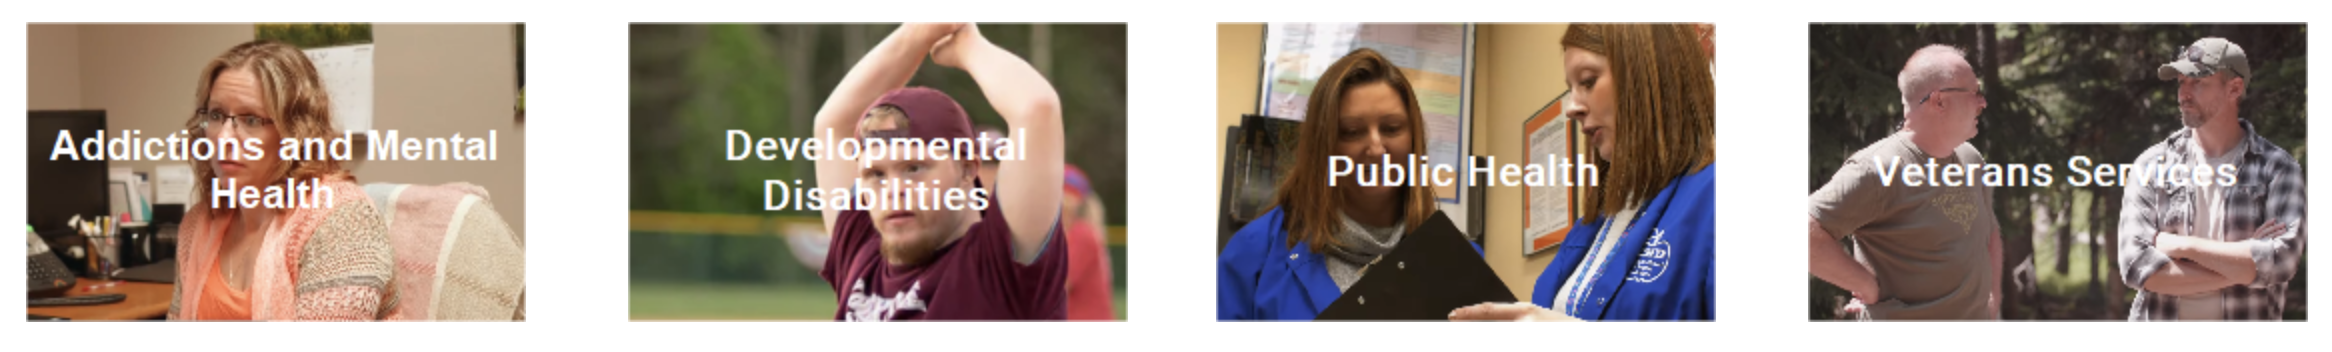 Addictions and Mental
Health
Developmental
Disabilities
Public Health
Veterans Services